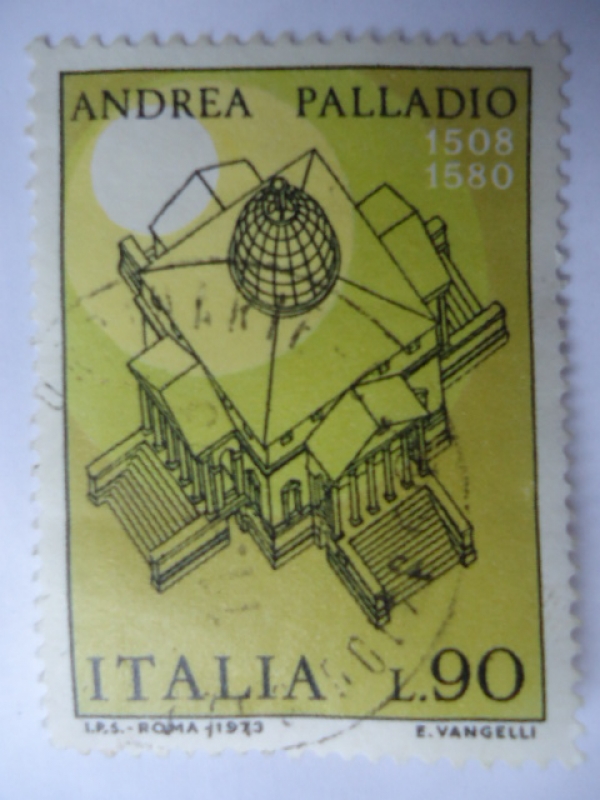 ANDREA PALLADIO
1508
1580
ITALIA L.90
I.P.S.-ROMA-1973 E. VANGELLI